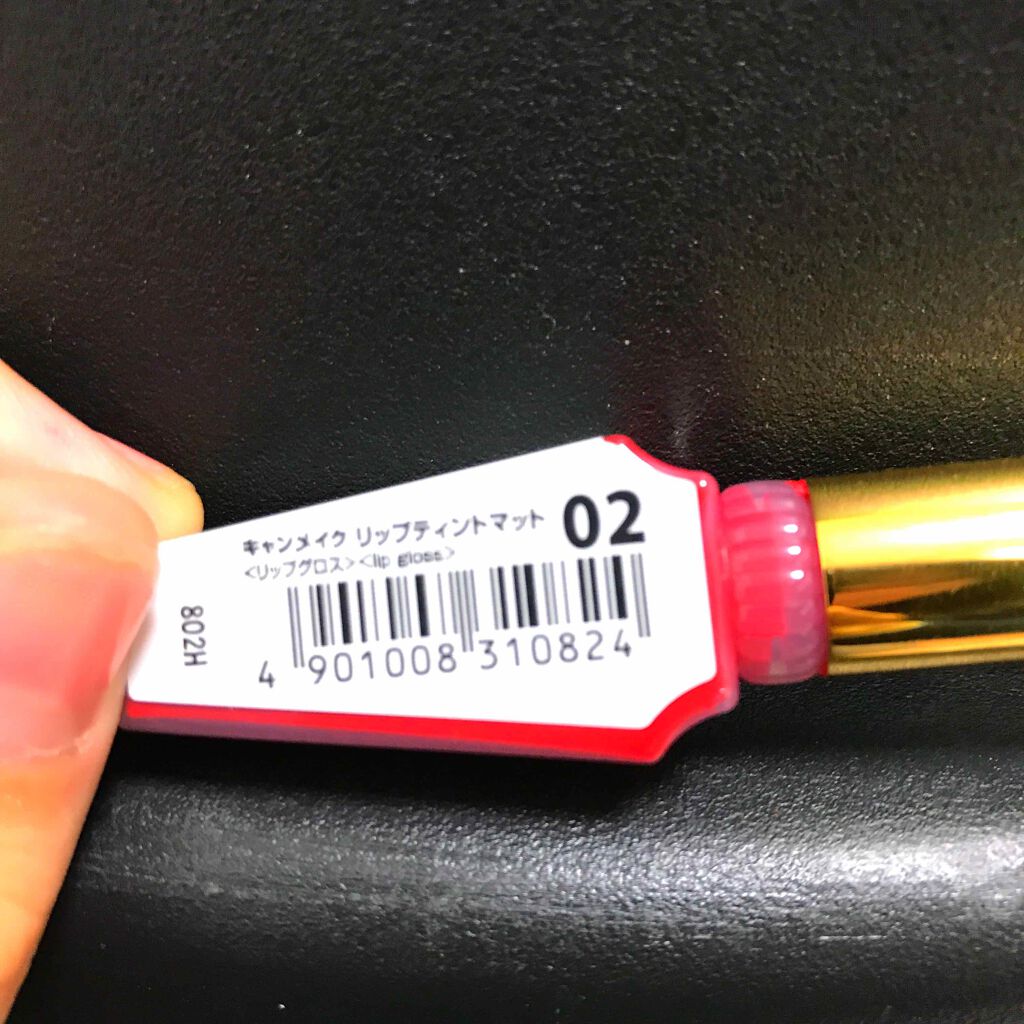 キャンメイク リップティントマット
<リップグロス><lip gloss>
02
4 901008 310824
802H